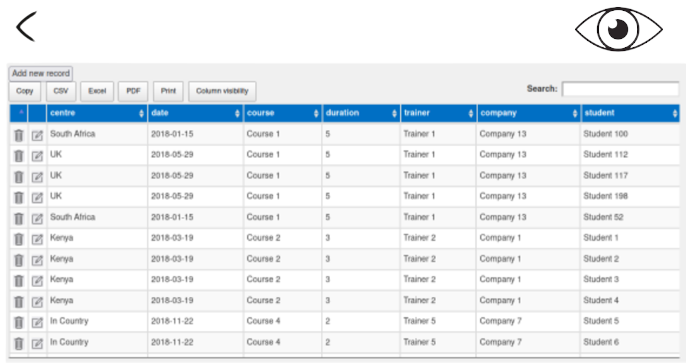 Add new record
Copy CSV Excel PDF Print Column visibility Search:
centre date course duration trainer company student
South Africa 2018-01-15 Course 1 5 Trainer 1 Company 13 Student 100
UK 2018-05-29 Course 1 5 Trainer 1 Company 13 Student 112
UK 2018-05-29 Course 1 5 Trainer 1 Company 13 Student 117
UK 2018-05-29 Course 1 5 Trainer 1 Company 13 Student 198
South Africa 2018-01-15 Course 1 5 Trainer 1 Company 13 Student 52
Kenya 2018-03-19 Course 2 3 Trainer 2 Company 1 Student 1
Kenya 2018-03-19 Course 2 3 Trainer 2 Company 1 Student 2
Kenya 2018-03-19 Course 2 3 Trainer 2 Company 1 Student 3
Kenya 2018-03-19 Course 2 3 Trainer 2 Company 1 Student 4
In Country 2018-11-22 Course 4 2 Trainer 5 Company 7 Student 5
In Country 2018-11-22 Course 4 2 Trainer 5 Company 7 Student 6